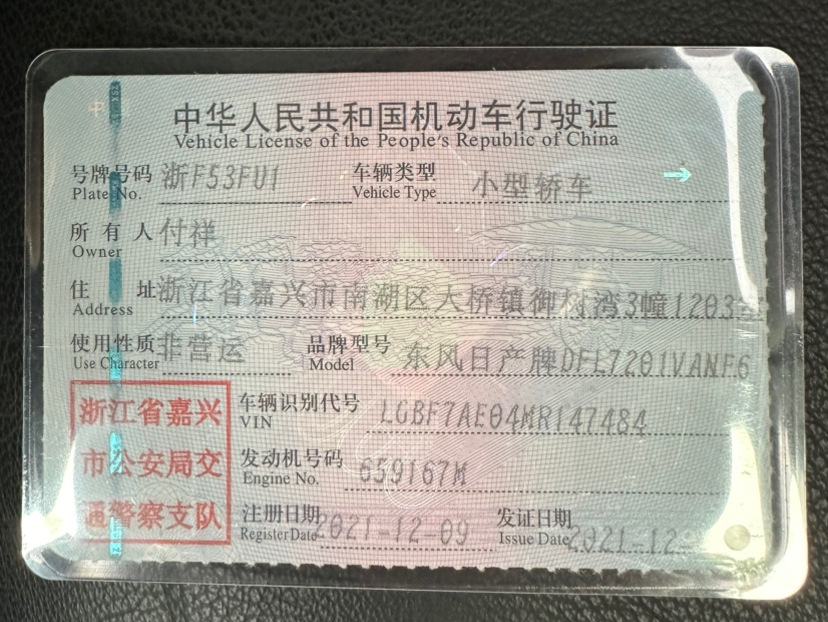 中华人民共和国机动车行驶证
Vehicle License of the People's Republic of China
号牌号码 浙F53FU1 车辆类型 小型轿车
Plate No. Vehicle Type
所有人 付祥
Owner
住址 浙江省嘉兴市南湖区大桥镇御树湾3幢1203室
Address
使用性质 非营运 品牌型号 东风日产牌DFL7201VANF6
Use Character Model
浙江省嘉兴 车辆识别代号 LGBF7AE04MR147484
VIN
市公安局交 发动机号码 659167M
Engine No.
通警察支队 注册日期 2021-12-09 发证日期 2021-12
Register Date Issue Date